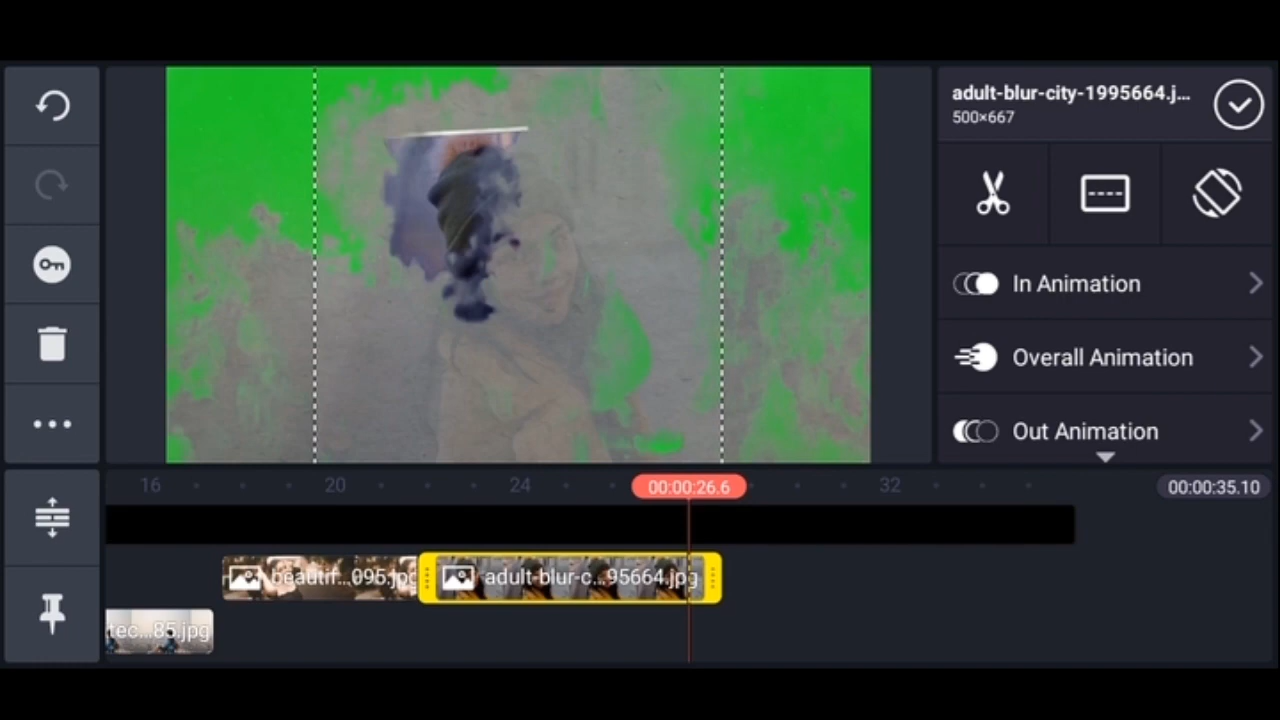 adult-blur-city-1995664.j...
500×667
In Animation
Overall Animation
Out Animation
16
20
24
00:00:26.6
32
00:00:35.10
beautif...095.jpg
adult-blur-c...95664.jpg
tec...85.jpg